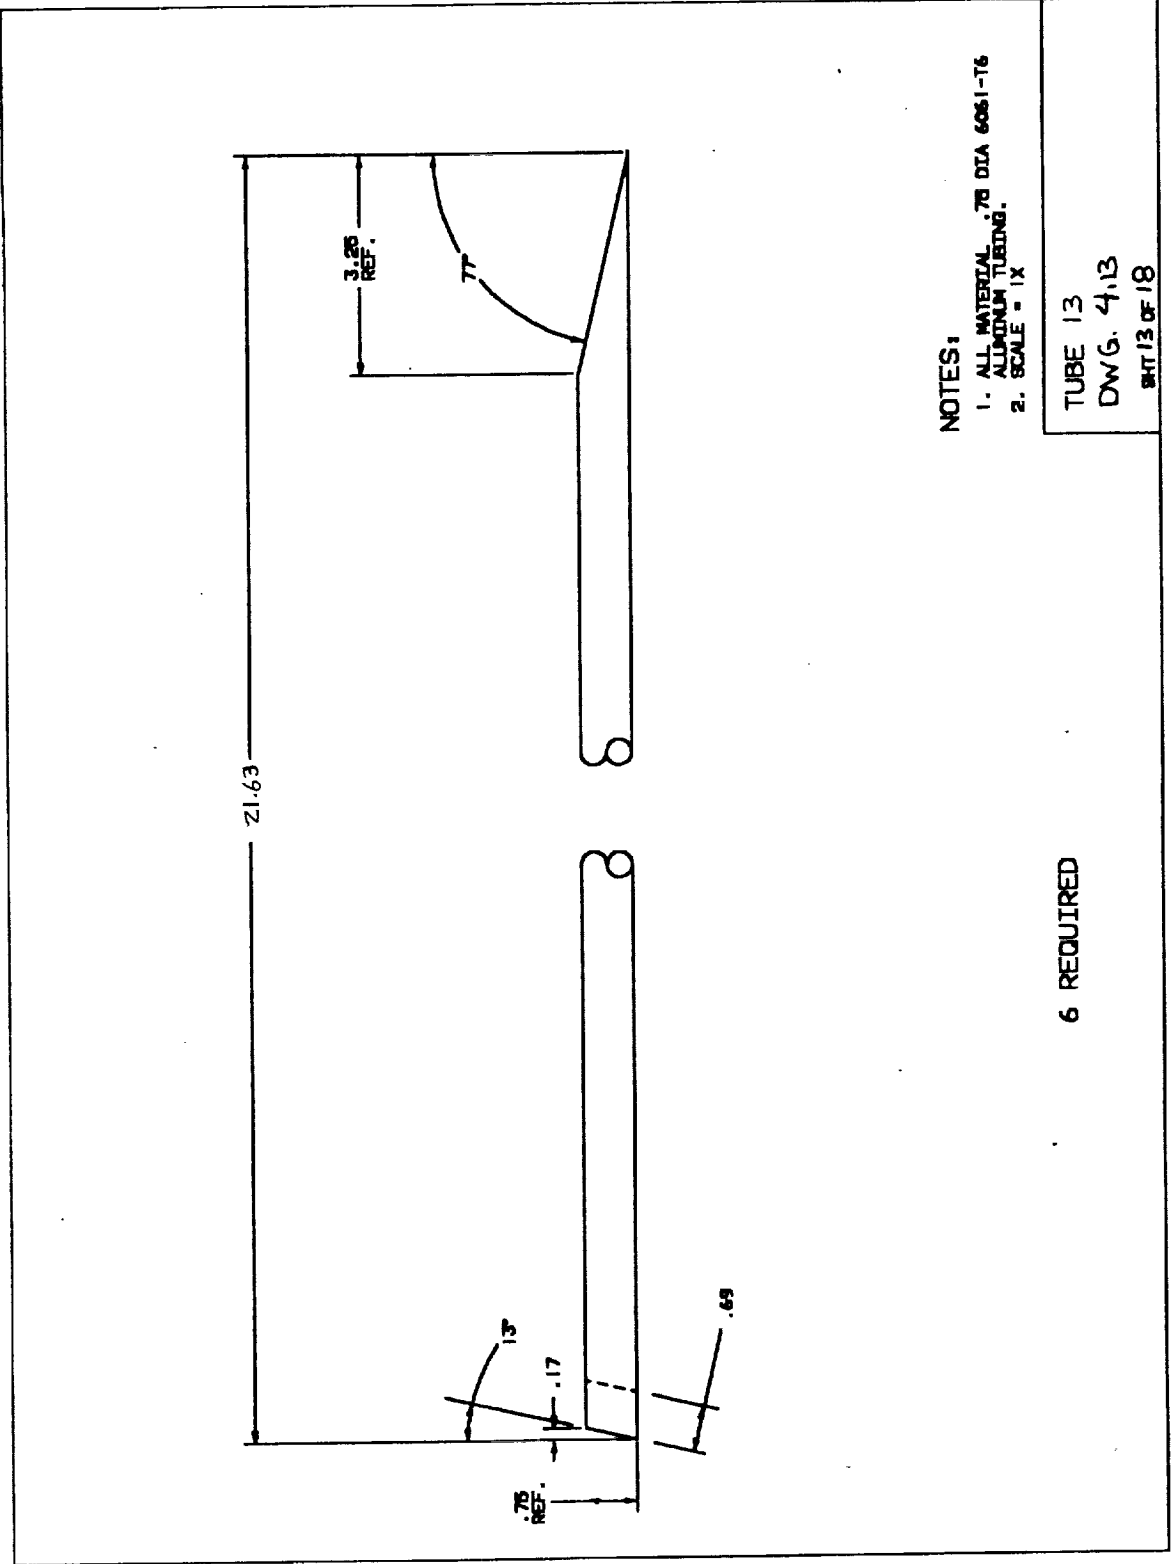 21.63
3.25
REF.
77°
13°
.17
.75
REF.
.69
NOTES:
1. ALL MATERIAL .75 DIA 6061-T6
ALUMINUM TUBING.
2. SCALE = 1X
6 REQUIRED
TUBE 13
DWG. 4.13
SHT 13 OF 18